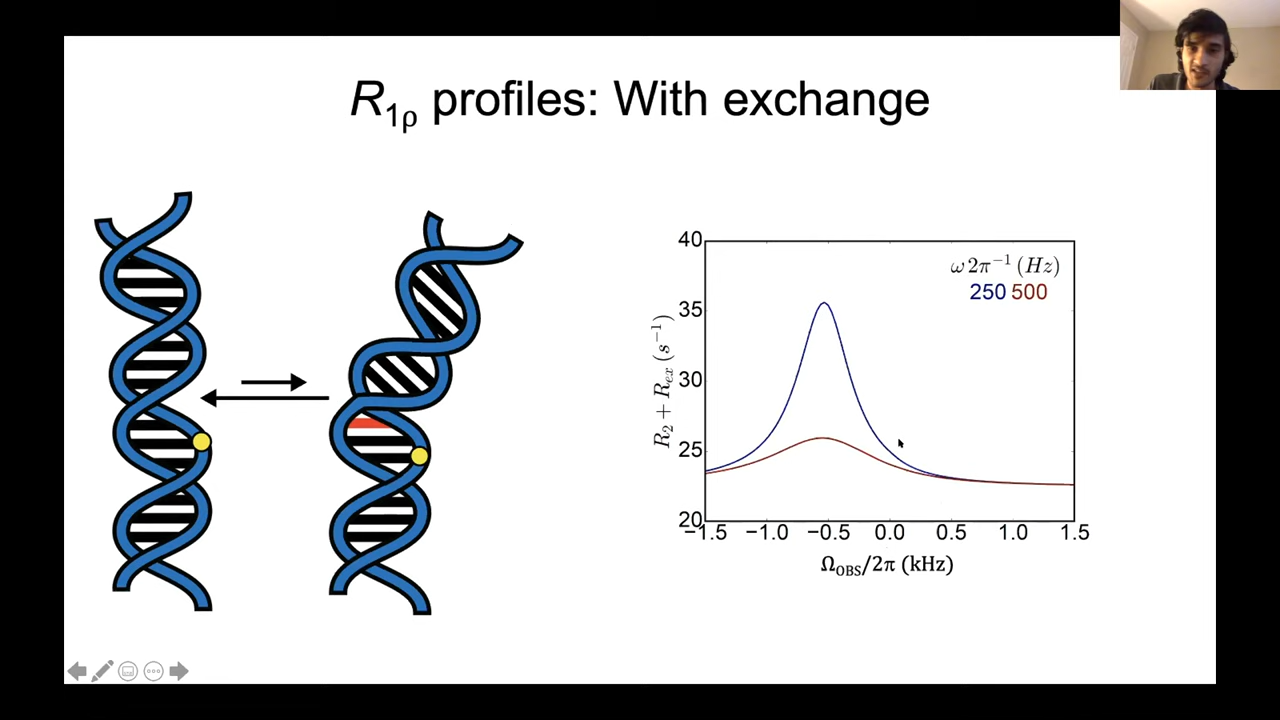 R1ρ profiles: With exchange
40
35
30
25
20
R2 + Rex (s−1)
ω 2π−1 (Hz)
250 500
−1.5 −1.0 −0.5 0.0 0.5 1.0 1.5
ΩOBS/2π (kHz)